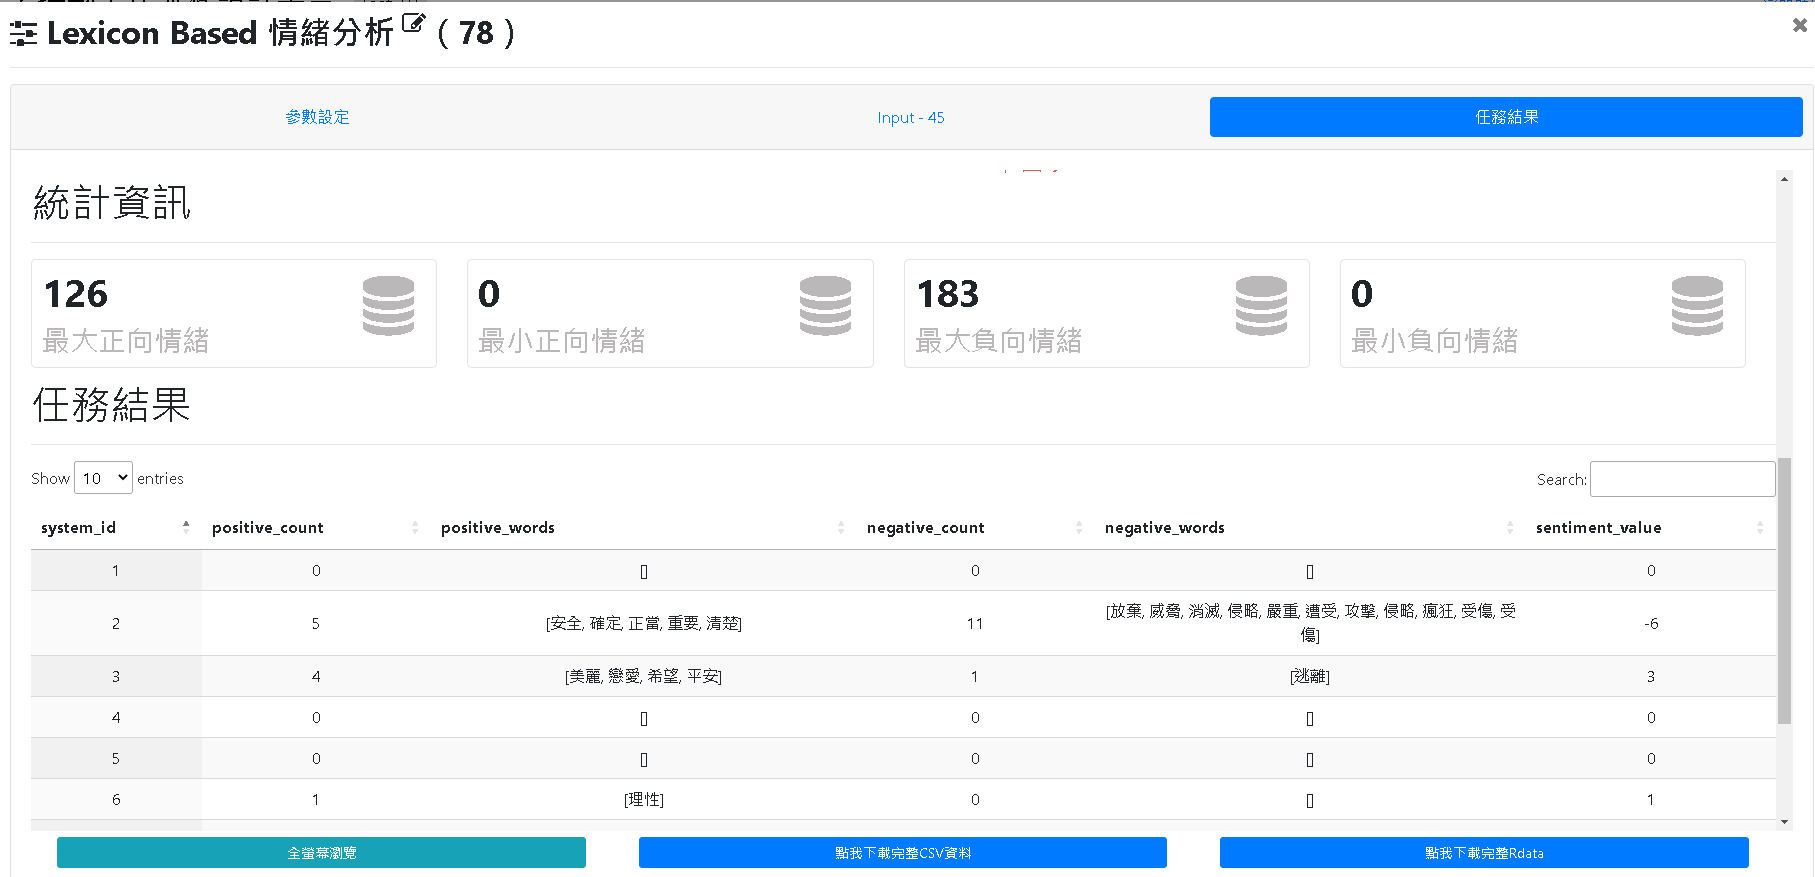 Lexicon Based 情緒分析 ( 78 )
參數設定
Input - 45
任務結果
統計資訊
126
最大正向情緒
0
最小正向情緒
183
最大負向情緒
0
最小負向情緒
任務結果
Show 10 entries
Search:
system_id positive_count positive_words negative_count negative_words sentiment_value
1 0 [] 0 [] 0
2 5 [安全, 確定, 正當, 重要, 清楚] 11 [放棄, 威脅, 消滅, 侵略, 嚴重, 遭受, 攻擊, 侵略, 瘋狂, 受傷, 受
傷] -6
3 4 [美麗, 戀愛, 希望, 平安] 1 [逃離] 3
4 0 [] 0 [] 0
5 0 [] 0 [] 0
6 1 [理性] 0 [] 1
全螢幕瀏覽
點我下載完整CSV資料
點我下載完整Rdata